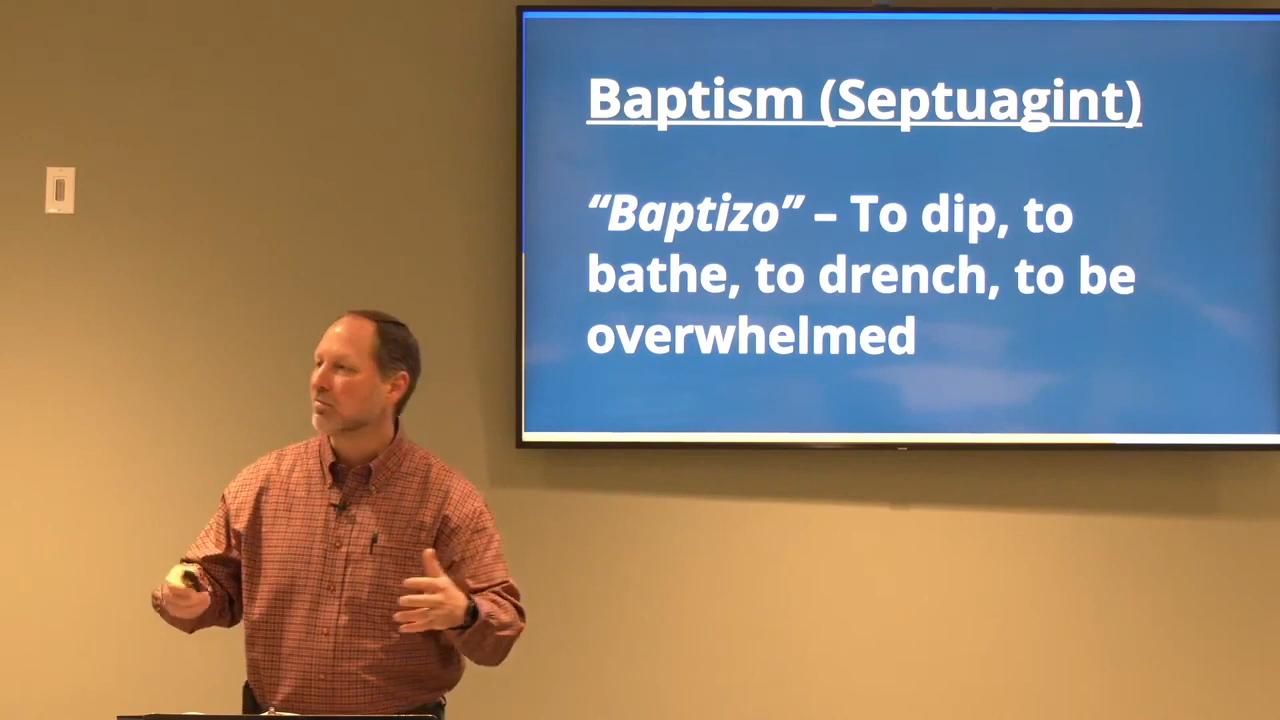 Baptism (Septuagint)
“Baptizo” – To dip, to
bathe, to drench, to be
overwhelmed